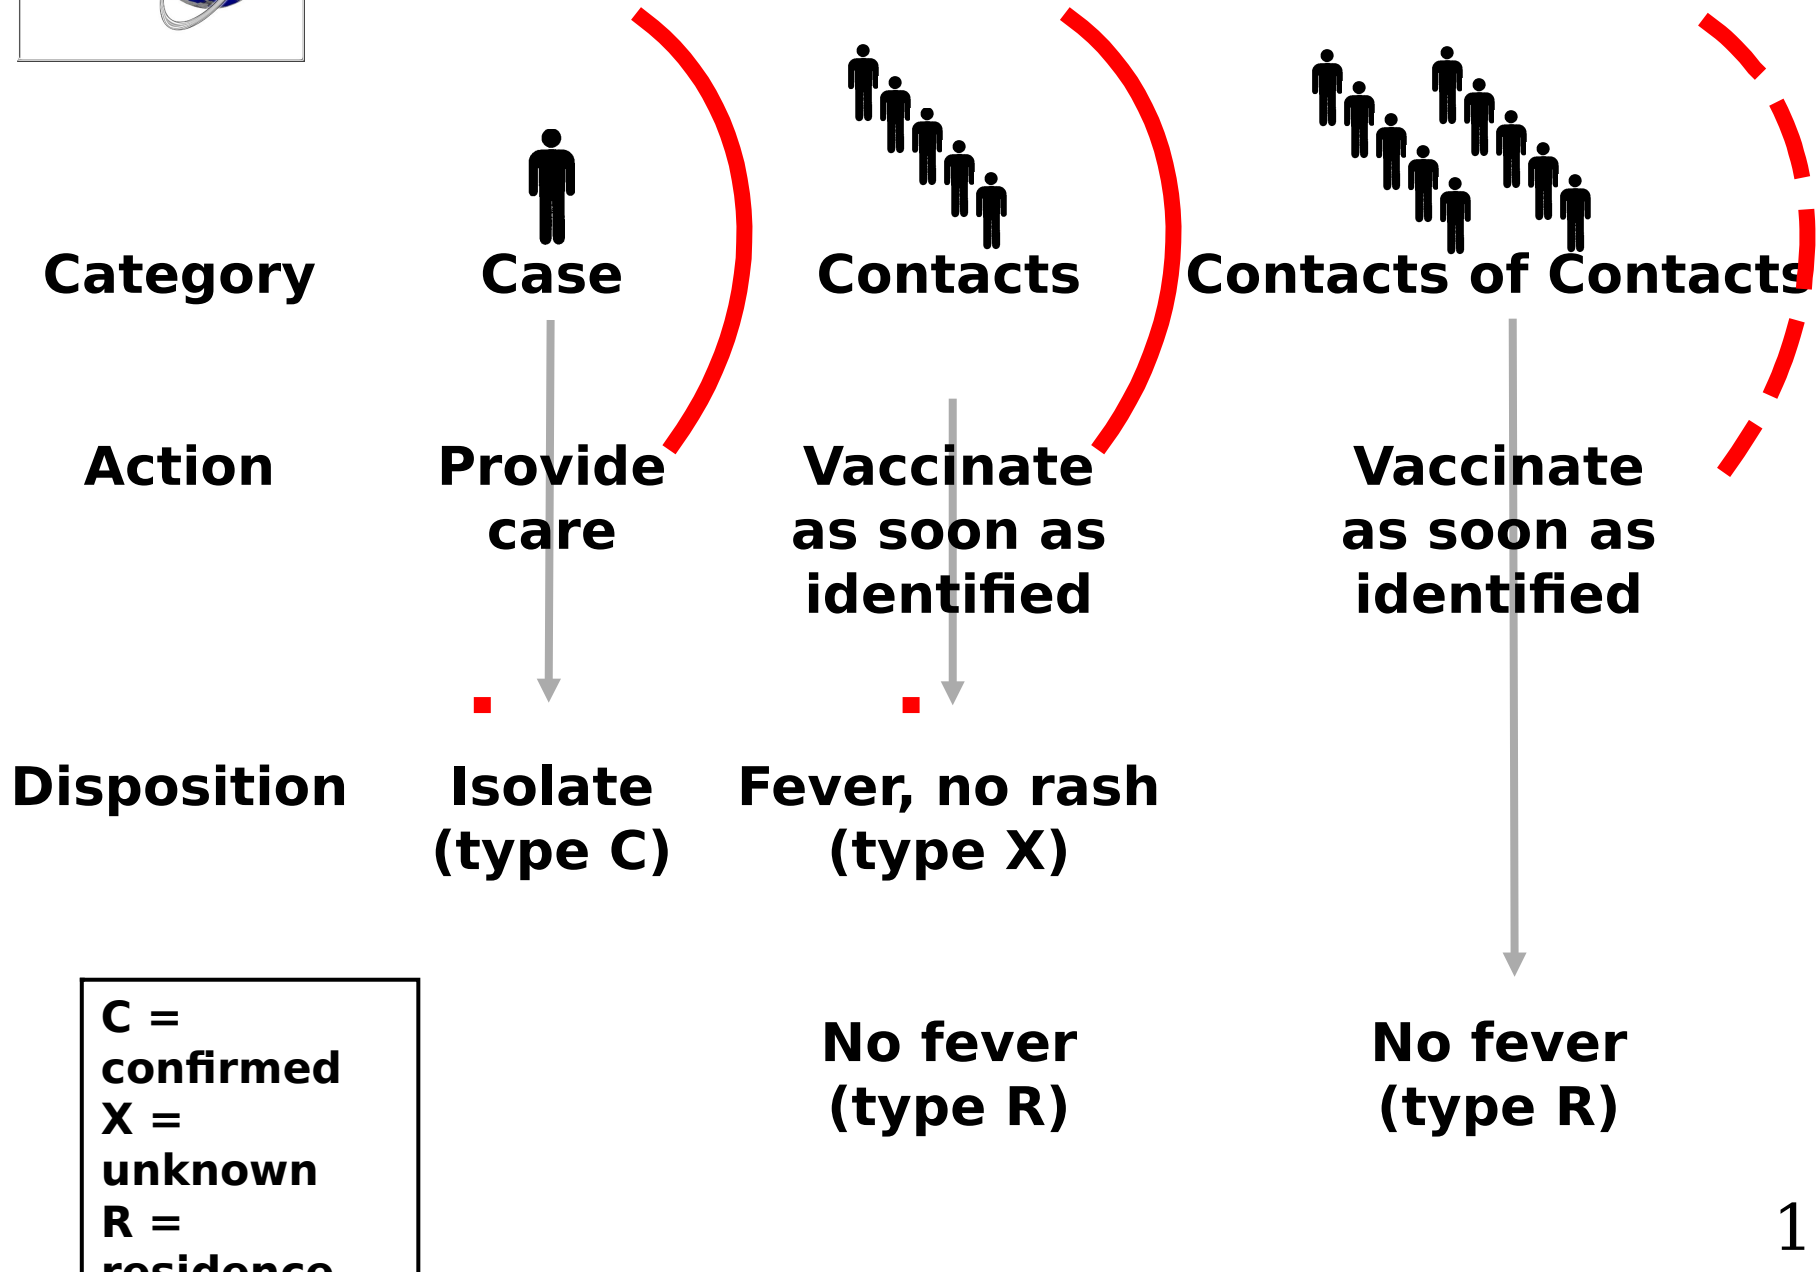 Category
Case
Contacts
Contacts of Contacts
Action
Provide
care
Vaccinate
as soon as
identified
Vaccinate
as soon as
identified
Disposition
Isolate
(type C)
Fever, no rash
(type X)
No fever
(type R)
No fever
(type R)
C =
confirmed
X =
unknown
R =
residence
1